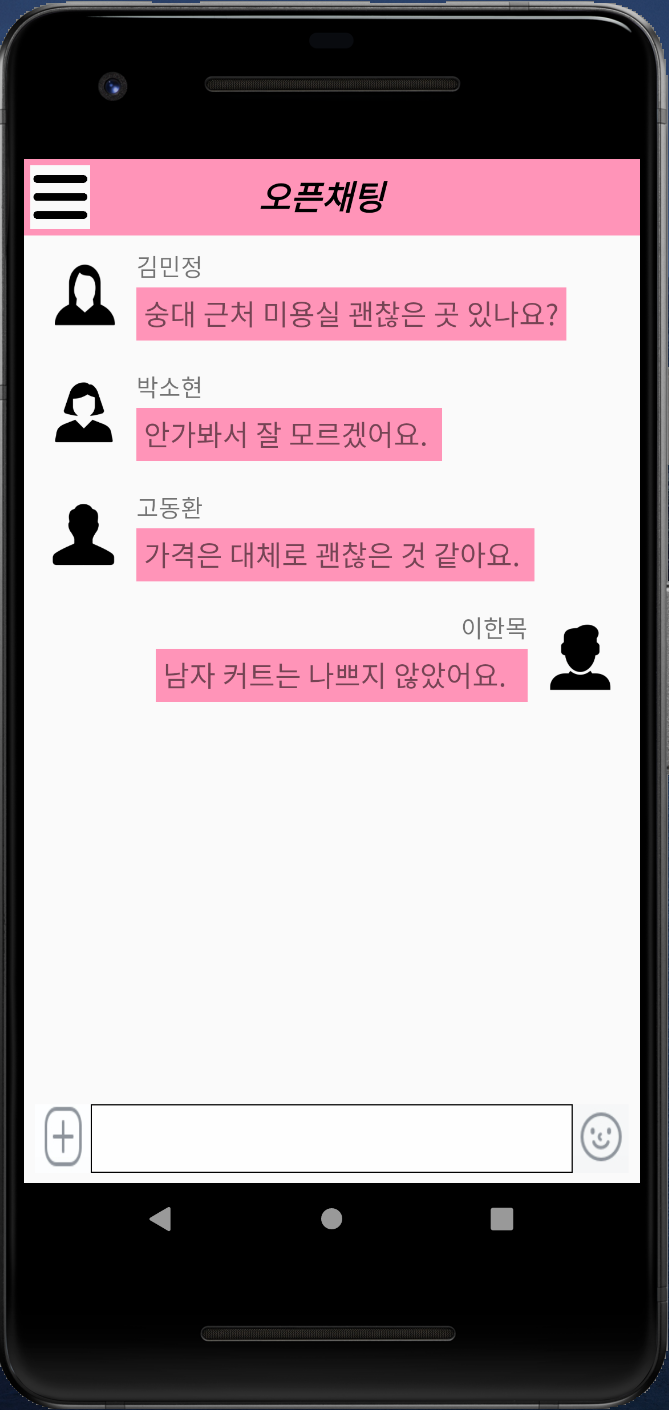 오픈채팅
김민정
숭대 근처 미용실 괜찮은 곳 있나요?
박소현
안가봐서 잘 모르겠어요.
고동환
가격은 대체로 괜찮은 것 같아요.
이한목
남자 커트는 나쁘지 않았어요.